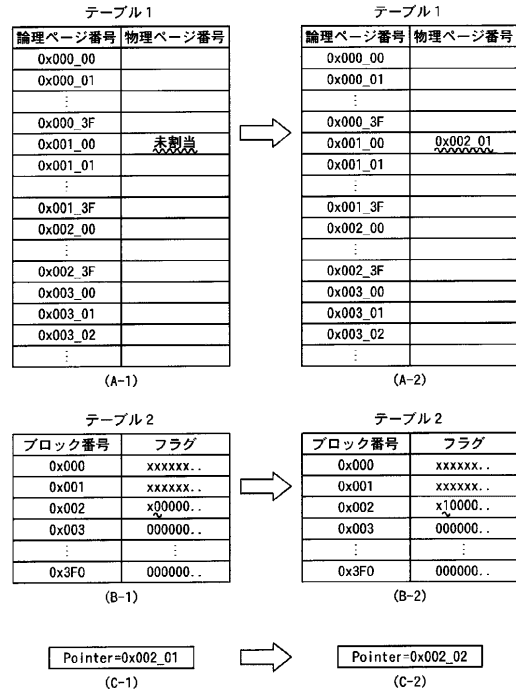 テーブル1
論理ページ番号 物理ページ番号
0x000_00
0x000_01
⋮
0x000_3F
0x001_00 未割当
0x001_01
⋮
0x001_3F
0x002_00
⋮
0x002_3F
0x003_00
0x003_01
0x003_02
⋮
(A-1)
テーブル1
論理ページ番号 物理ページ番号
0x000_00
0x000_01
⋮
0x000_3F
0x001_00 0x002_01
0x001_01
⋮
0x001_3F
0x002_00
⋮
0x002_3F
0x003_00
0x003_01
0x003_02
⋮
(A-2)
テーブル2
ブロック番号 フラグ
0x000 xxxxxx..
0x001 xxxxxx..
0x002 x00000..
0x003 000000..
⋮ ⋮
0x3F0 000000..
(B-1)
テーブル2
ブロック番号 フラグ
0x000 xxxxxx..
0x001 xxxxxx..
0x002 x10000..
0x003 000000..
⋮ ⋮
0x3F0 000000..
(B-2)
Pointer=0x002_01
(C-1)
Pointer=0x002_02
(C-2)